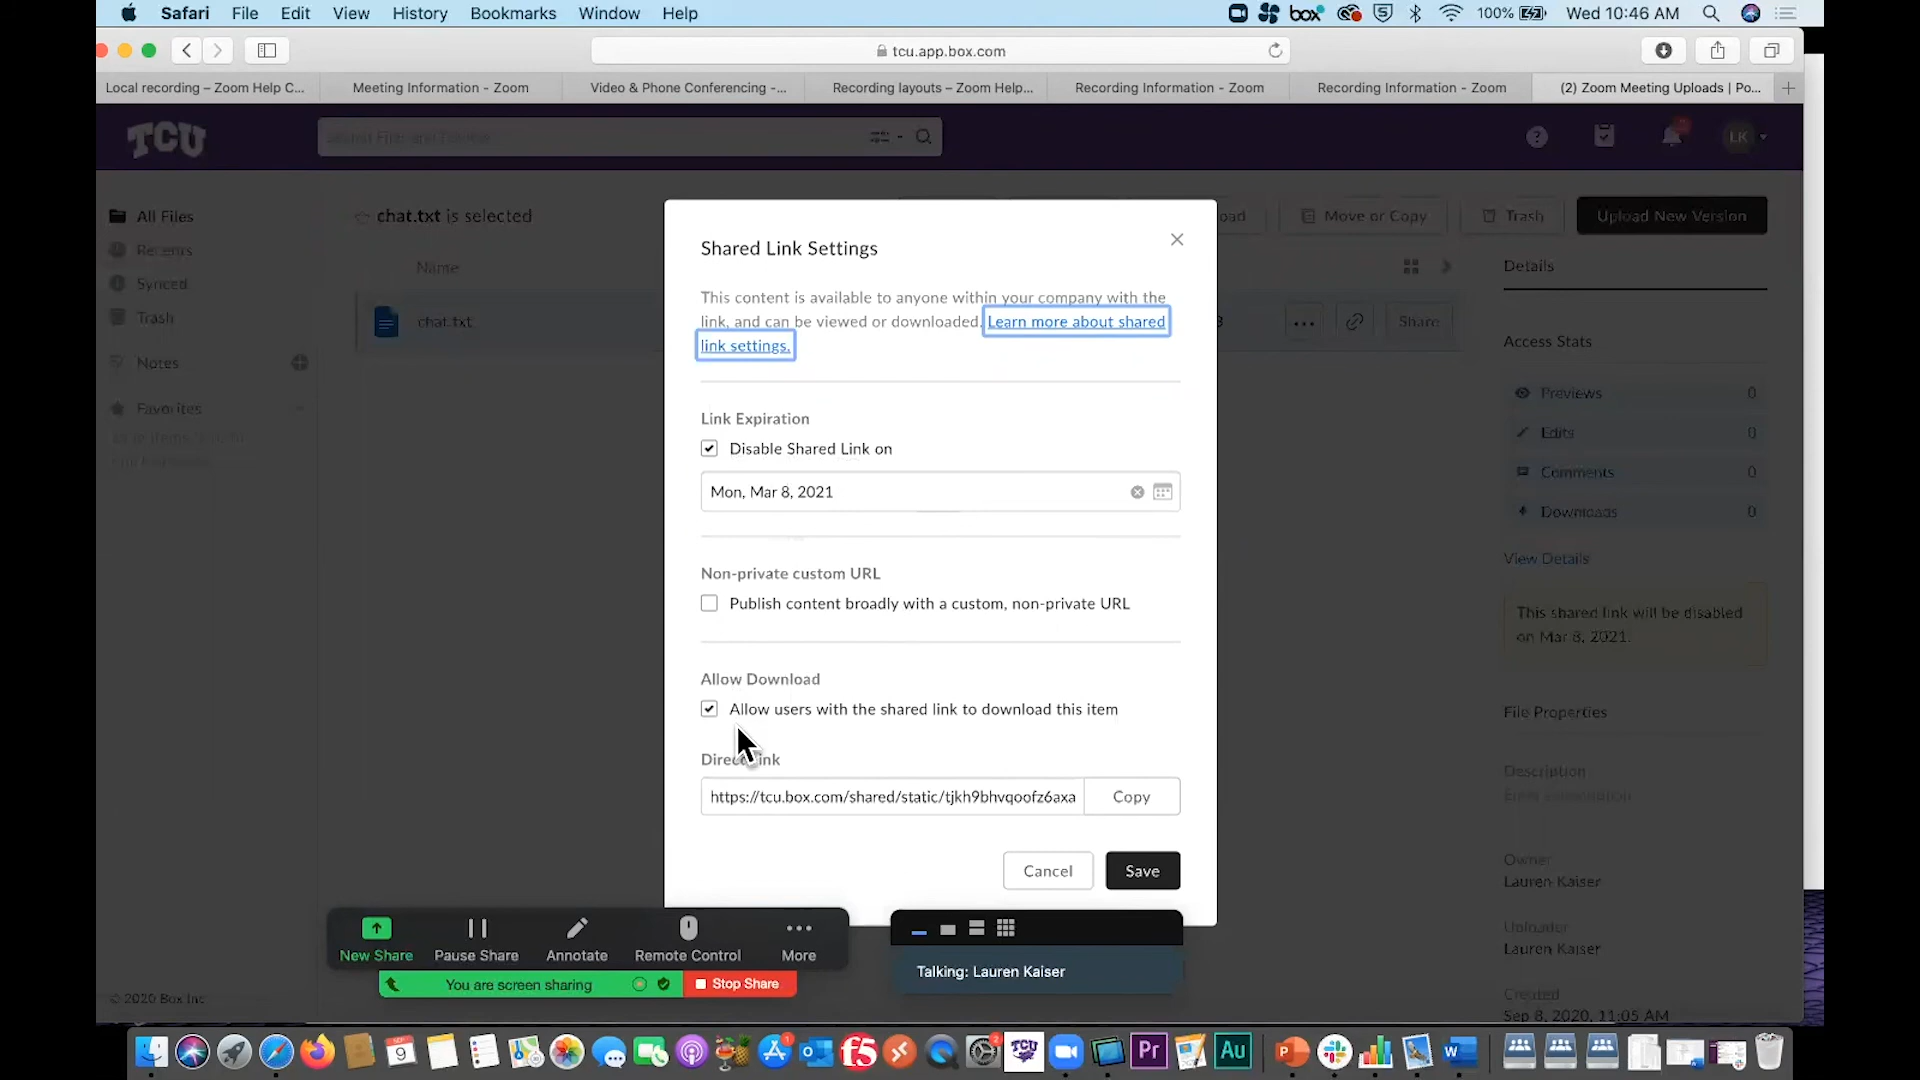 Safari File Edit View History Bookmarks Window Help
box 100% Wed 10:46 AM
tcu.app.box.com
Local recording – Zoom Help C...
Meeting Information - Zoom
Video & Phone Conferencing -...
Recording layouts – Zoom Help...
Recording Information - Zoom
Recording Information - Zoom
(2) Zoom Meeting Uploads | Po...
TCU
LK
All Files
Recents
Synced
Trash
Notes
Favorites
© 2020 Box Inc
chat.txt is selected
Move or Copy
Trash
Upload New Version
Name
chat.txt
Share
Shared Link Settings
This content is available to anyone within your company with the
link, and can be viewed or downloaded. Learn more about shared
link settings.
Link Expiration
Disable Shared Link on
Mon, Mar 8, 2021
Non-private custom URL
Publish content broadly with a custom, non-private URL
Allow Download
Allow users with the shared link to download this item
https://tcu.box.com/shared/static/tjkh9bhvqoofz6axa
Copy
Cancel
Save
Details
Access Stats
Previews 0
Edits 0
Comments 0
Downloads 0
View Details
This shared link will be disabled
on Mar 8, 2021.
File Properties
Description
Owner
Lauren Kaiser
Uploader
Lauren Kaiser
Created
Sep 8, 2020, 11:05 AM
New Share
Pause Share
Annotate
Remote Control
More
You are screen sharing
Stop Share
Talking: Lauren Kaiser
9
TCU
Pr
Au